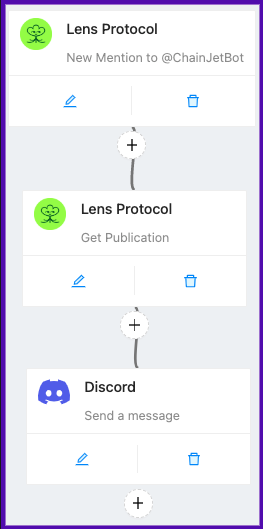 Lens Protocol
New Mention to @ChainJetBot
Lens Protocol
Get Publication
Discord
Send a message